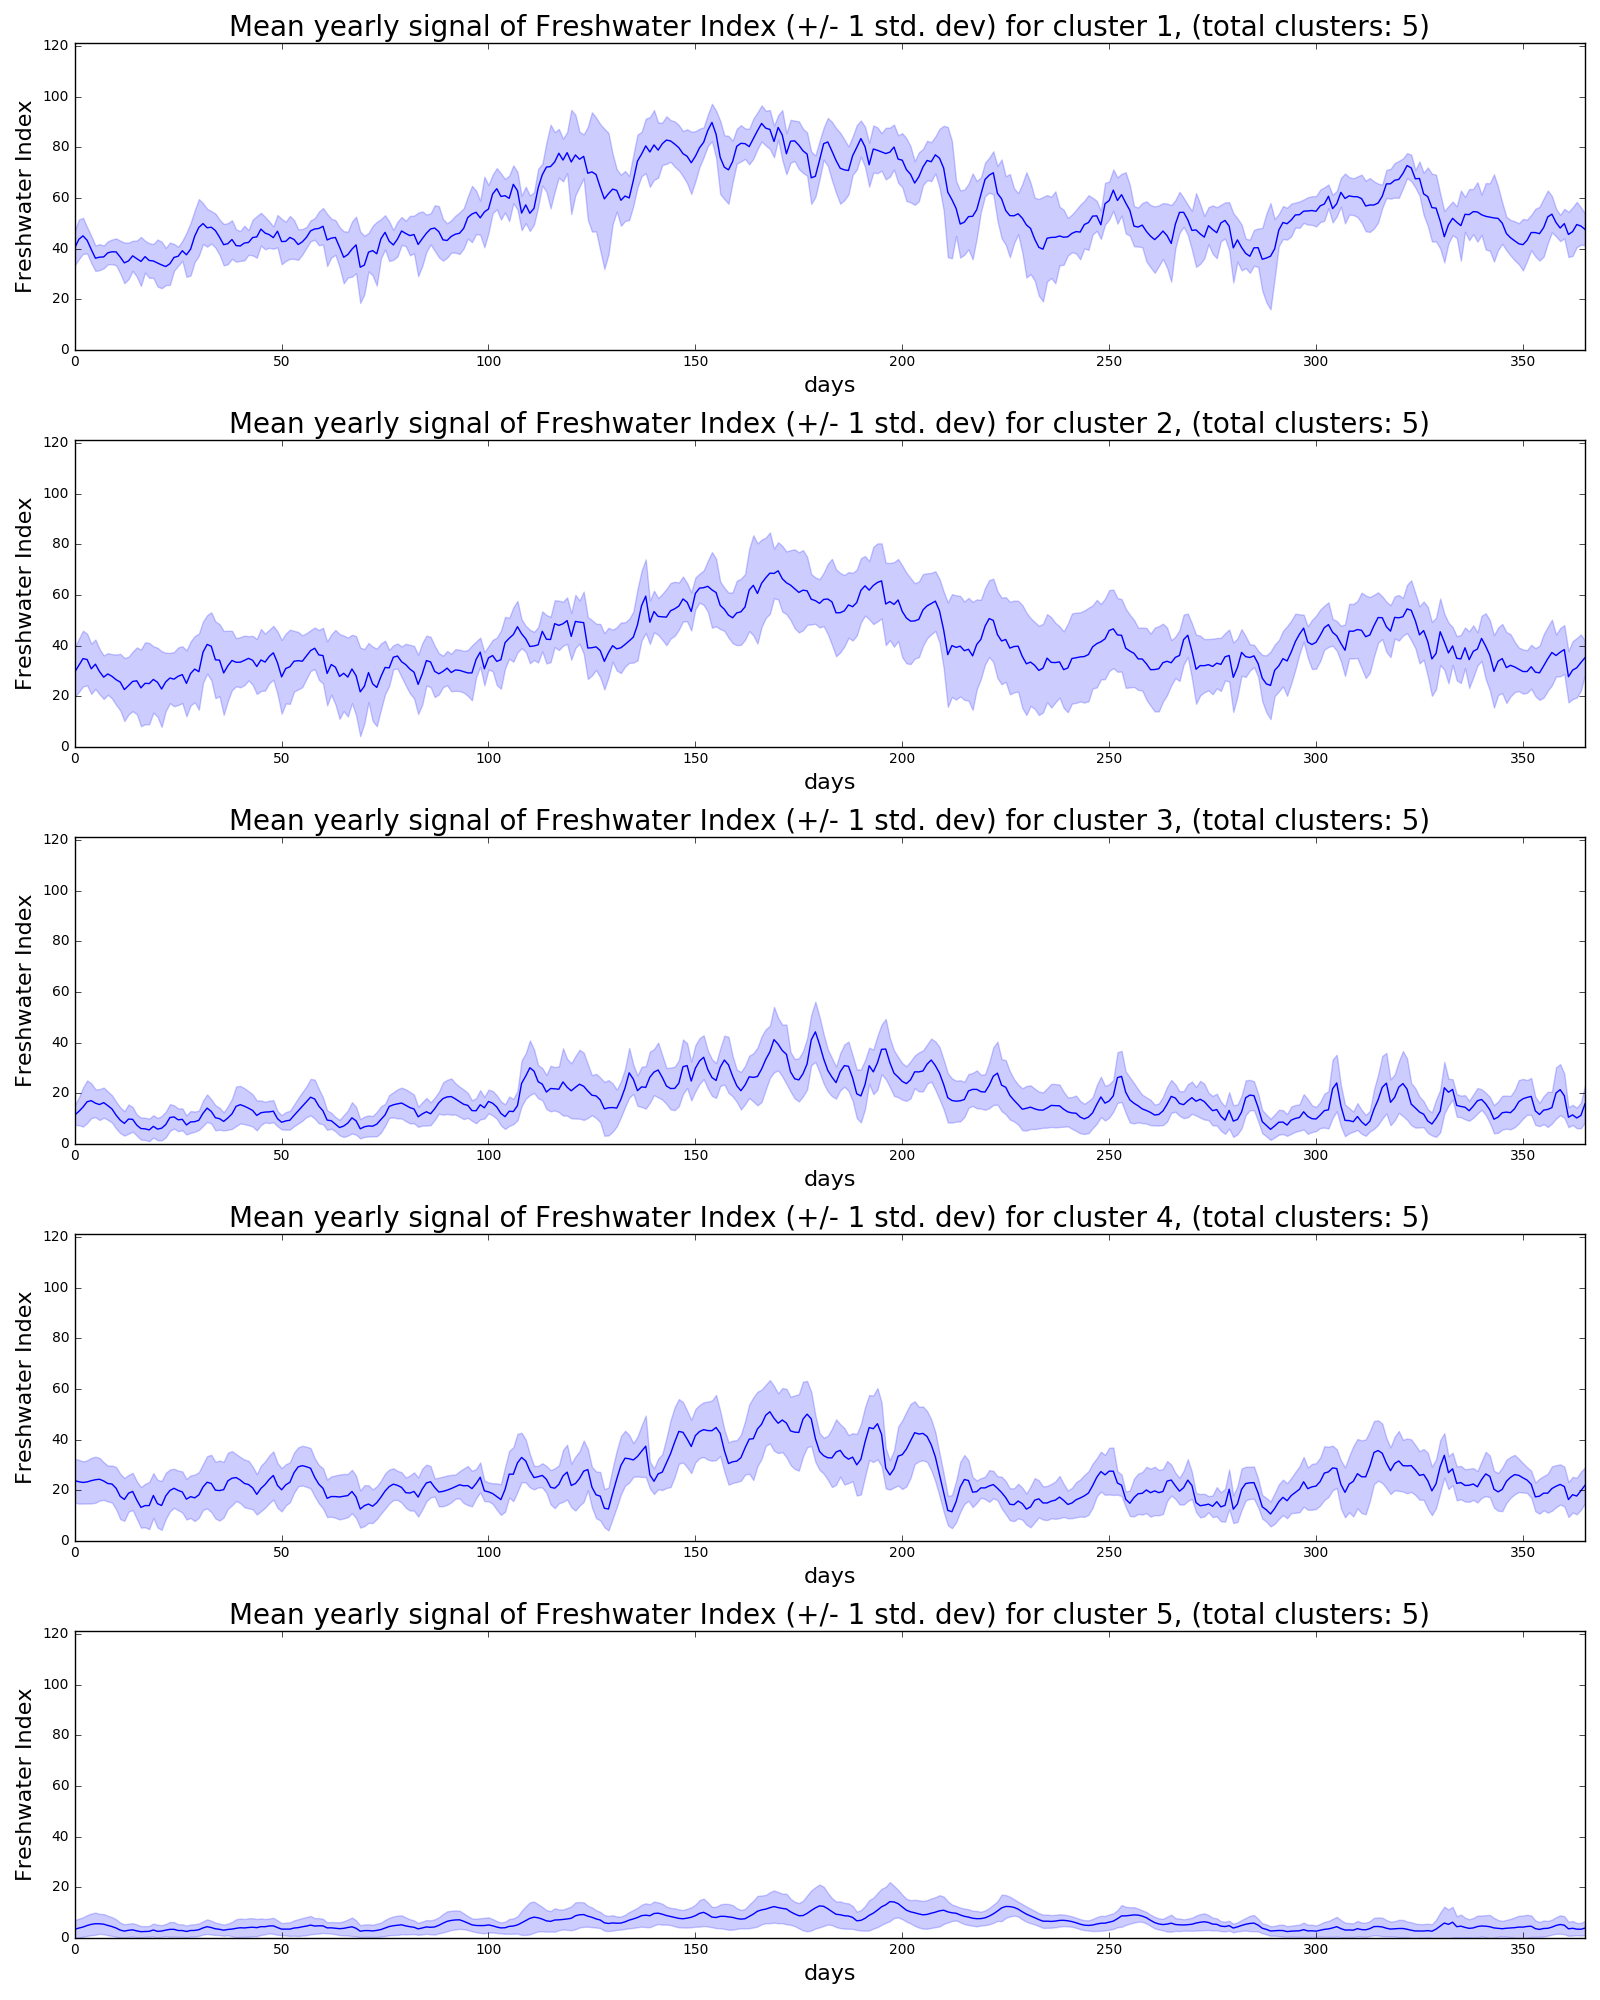 Mean yearly signal of Freshwater Index (+/- 1 std. dev) for cluster 1, (total clusters: 5)
120
100
80
60
40
20
0
Freshwater Index
0 50 100 150 200 250 300 350
days
Mean yearly signal of Freshwater Index (+/- 1 std. dev) for cluster 2, (total clusters: 5)
120
100
80
60
40
20
0
Freshwater Index
0 50 100 150 200 250 300 350
days
Mean yearly signal of Freshwater Index (+/- 1 std. dev) for cluster 3, (total clusters: 5)
120
100
80
60
40
20
0
Freshwater Index
0 50 100 150 200 250 300 350
days
Mean yearly signal of Freshwater Index (+/- 1 std. dev) for cluster 4, (total clusters: 5)
120
100
80
60
40
20
0
Freshwater Index
0 50 100 150 200 250 300 350
days
Mean yearly signal of Freshwater Index (+/- 1 std. dev) for cluster 5, (total clusters: 5)
120
100
80
60
40
20
0
Freshwater Index
0 50 100 150 200 250 300 350
days